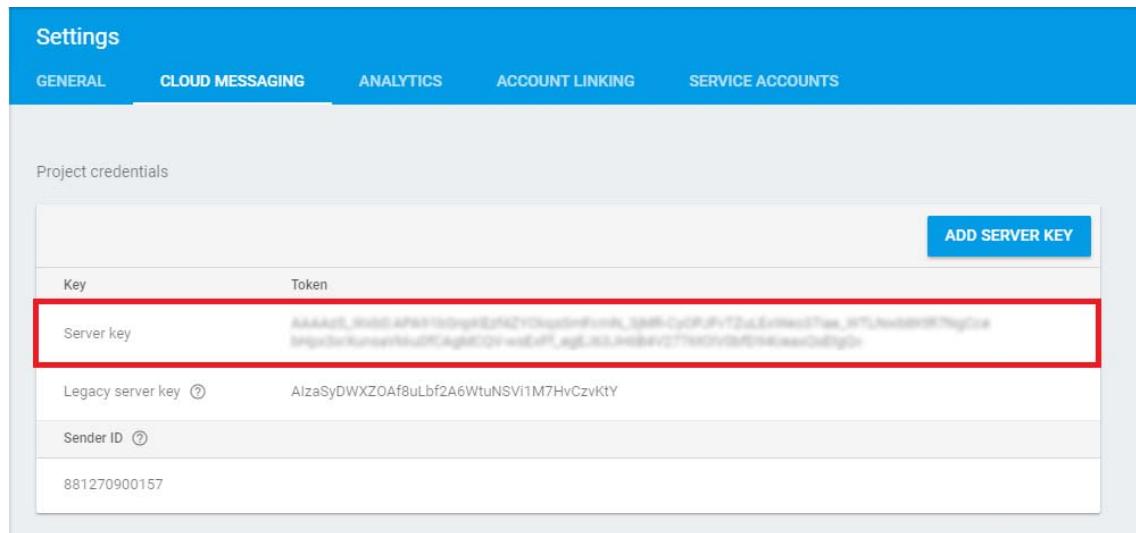 Settings
GENERAL CLOUD MESSAGING ANALYTICS ACCOUNT LINKING SERVICE ACCOUNTS
Project credentials
ADD SERVER KEY
Key Token
Server key
Legacy server key AIzaSyDWXZOAf8uLbf2A6WtuNSVi1M7HvCzvKtY
Sender ID
881270900157